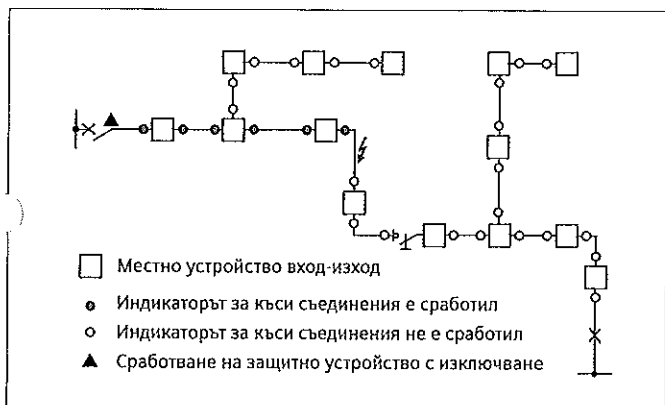 Местно устройство вход-изход
Индикаторът за къси съединения е сработил
Индикаторът за къси съединения не е сработил
Сработване на защитно устройство с изключване